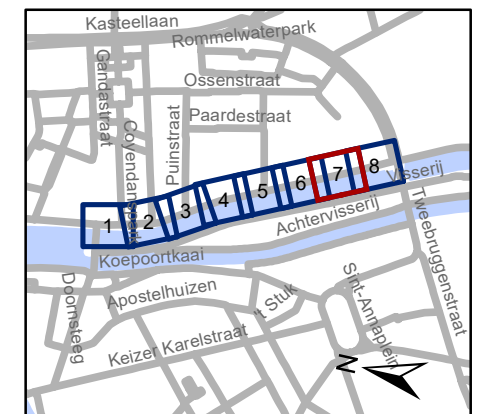 Kasteellaan
Rommelwaterpark
Gandastraat
Ossenstraat
Paardestraat
Puinstraat
Coyendanspark
1
2
3
4
5
6
7
8
Visserij
Achtervisserij
Tweebruggenstraat
Koepoortkaai
Doornsteeg
Apostelhuizen
't Stuk
Sint-Annaplein
Keizer Karelstraat
N